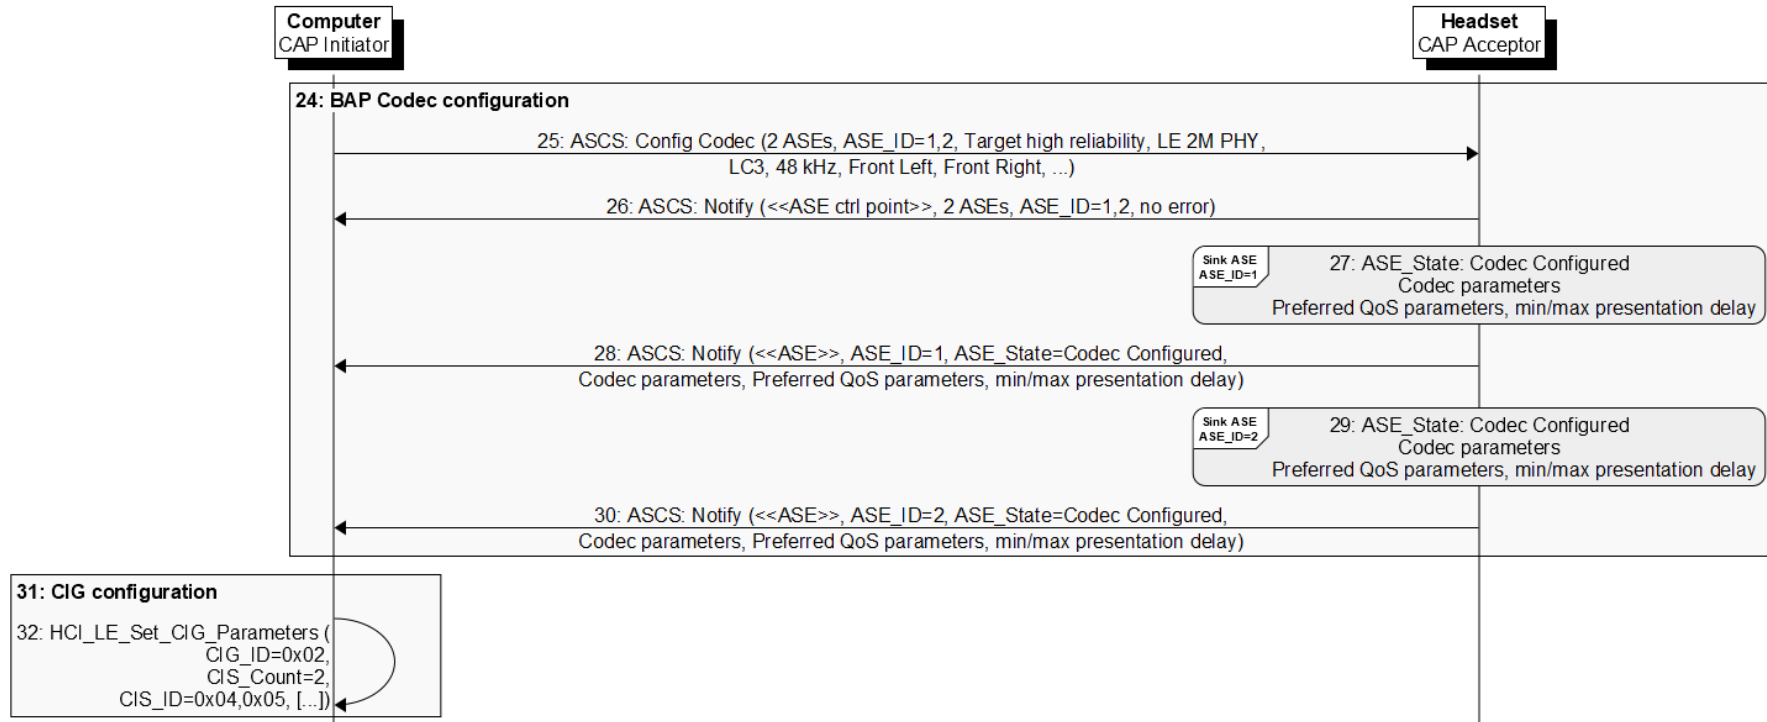 Computer
CAP Initiator
Headset
CAP Acceptor
24: BAP Codec configuration
25: ASCS: Config Codec (2 ASEs, ASE_ID=1,2, Target high reliability, LE 2M PHY,
LC3, 48 kHz, Front Left, Front Right, ...)
26: ASCS: Notify (<<ASE ctrl point>>, 2 ASEs, ASE_ID=1,2, no error)
Sink ASE
ASE_ID=1
27: ASE_State: Codec Configured
Codec parameters
Preferred QoS parameters, min/max presentation delay
28: ASCS: Notify (<<ASE>>, ASE_ID=1, ASE_State=Codec Configured,
Codec parameters, Preferred QoS parameters, min/max presentation delay)
Sink ASE
ASE_ID=2
29: ASE_State: Codec Configured
Codec parameters
Preferred QoS parameters, min/max presentation delay
30: ASCS: Notify (<<ASE>>, ASE_ID=2, ASE_State=Codec Configured,
Codec parameters, Preferred QoS parameters, min/max presentation delay)
31: CIG configuration
32: HCI_LE_Set_CIG_Parameters (
CIG_ID=0x02,
CIS_Count=2,
CIS_ID=0x04,0x05, [...])